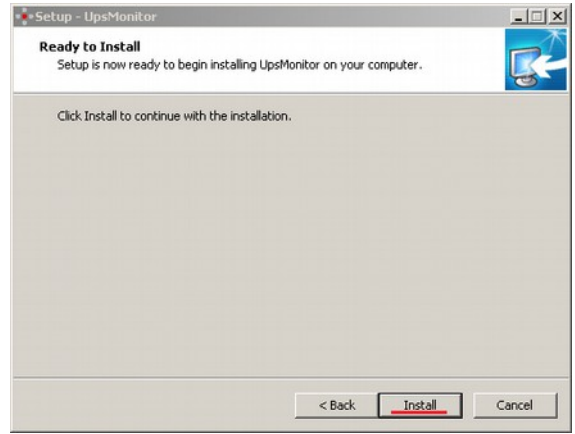 Setup - UpsMonitor
Ready to Install
Setup is now ready to begin installing UpsMonitor on your computer.
Click Install to continue with the installation.
< Back Install Cancel